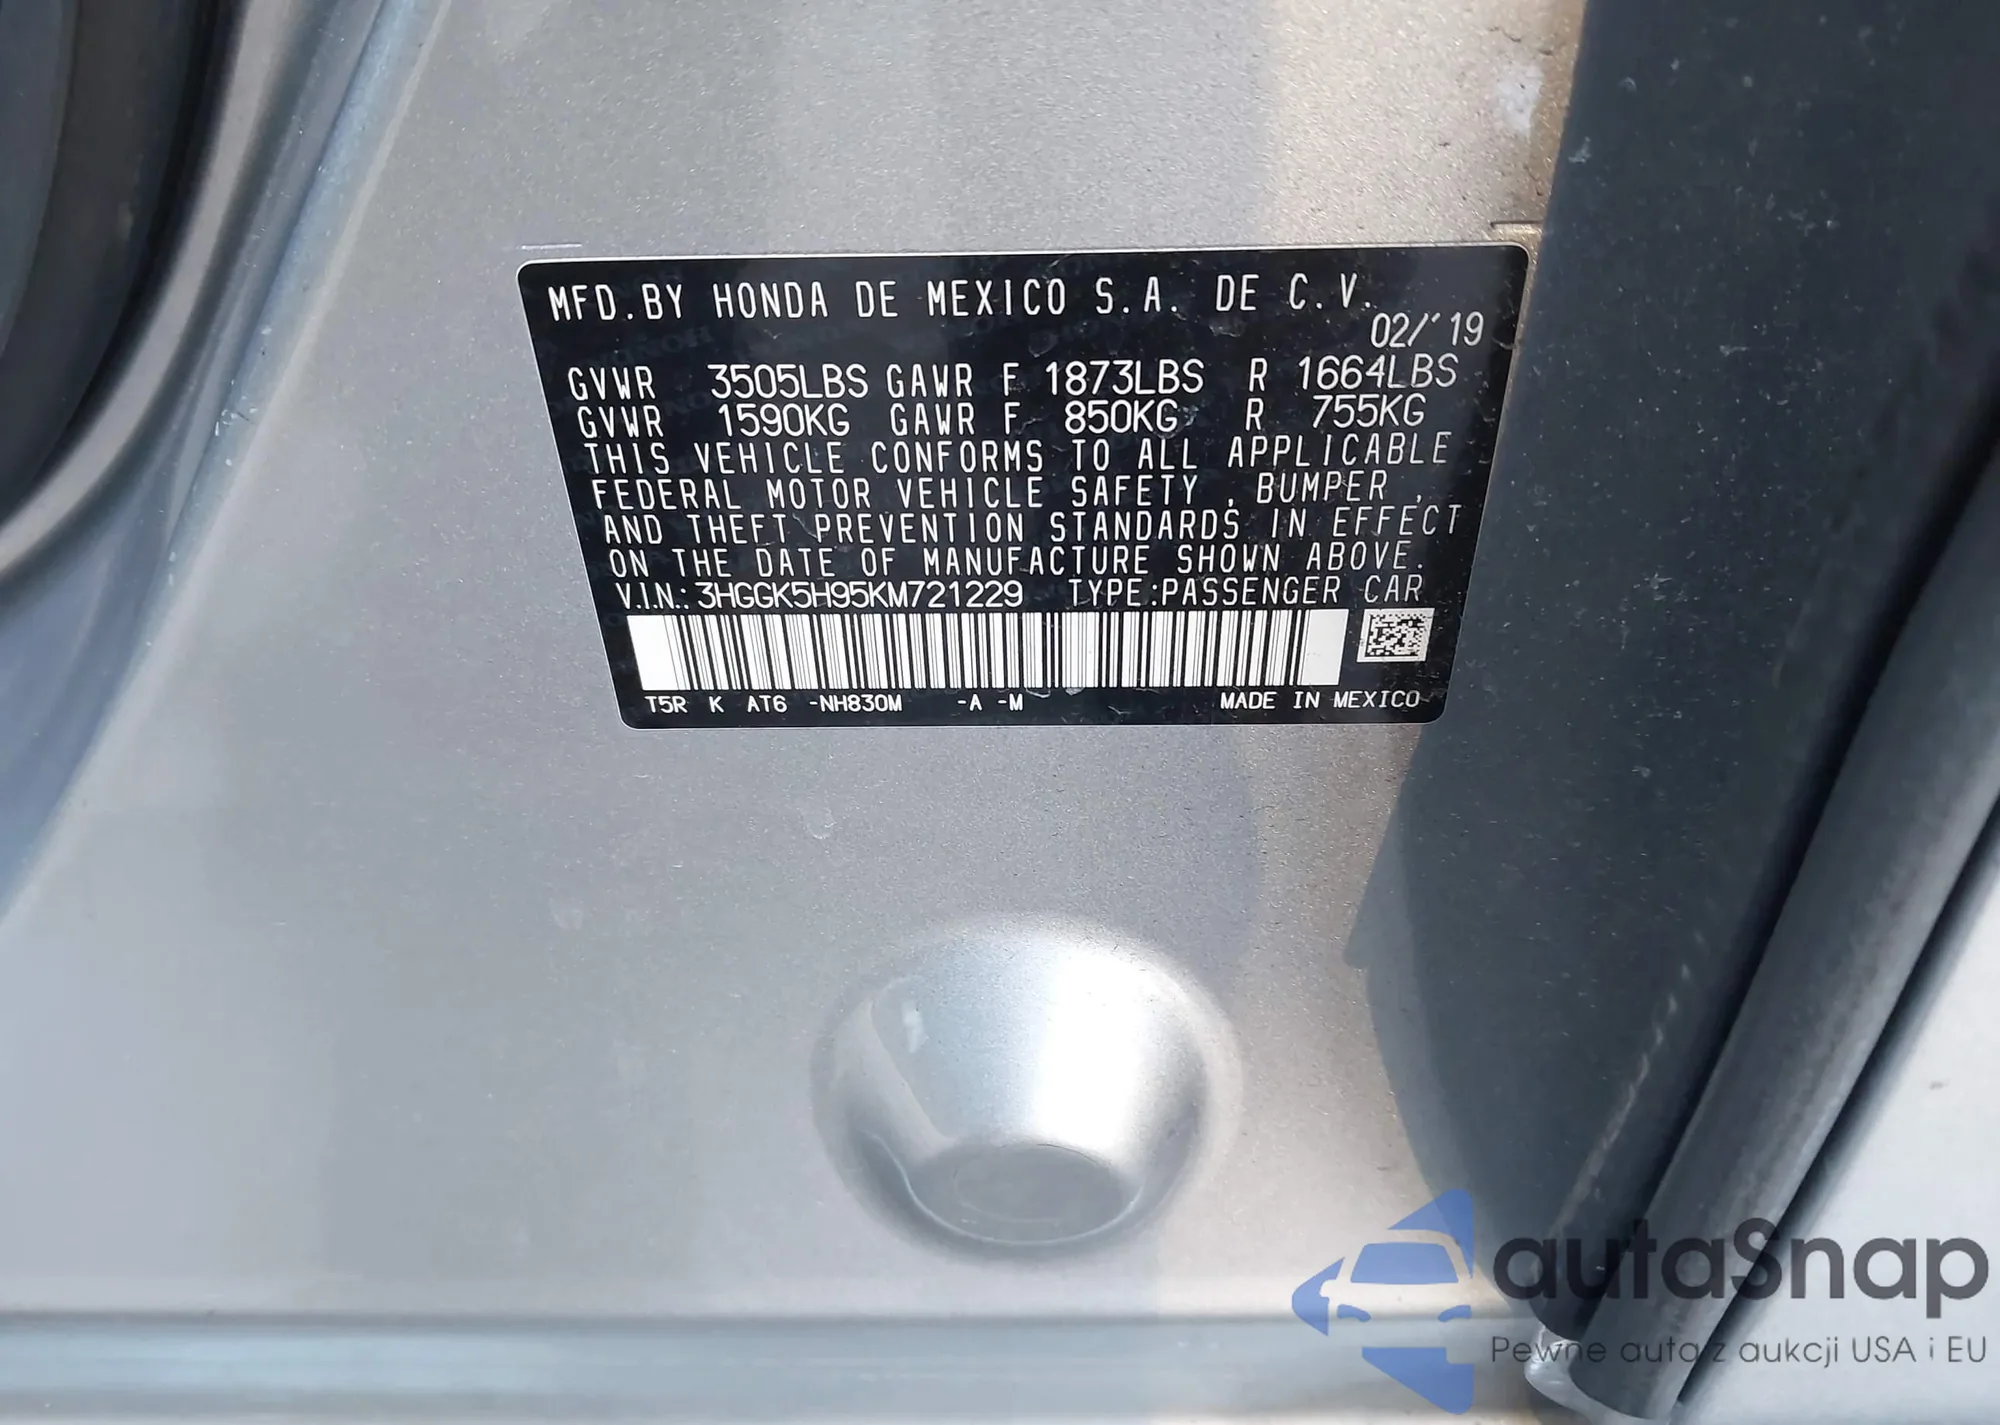 MFD.BY HONDA DE MEXICO S.A. DE C.V.
02/'19
GVWR 3505LBS GAWR F 1873LBS R 1664LBS
GVWR 1590KG GAWR F 850KG R 755KG
THIS VEHICLE CONFORMS TO ALL APPLICABLE
FEDERAL MOTOR VEHICLE SAFETY , BUMPER ,
AND THEFT PREVENTION STANDARDS IN EFFECT
ON THE DATE OF MANUFACTURE SHOWN ABOVE.
V.I.N.: 3HGGK5H95KM721229 TYPE:PASSENGER CAR
T5R K AT6 -NH830M -A -M MADE IN MEXICO
autaSnap
Pewne auta z aukcji USA i EU